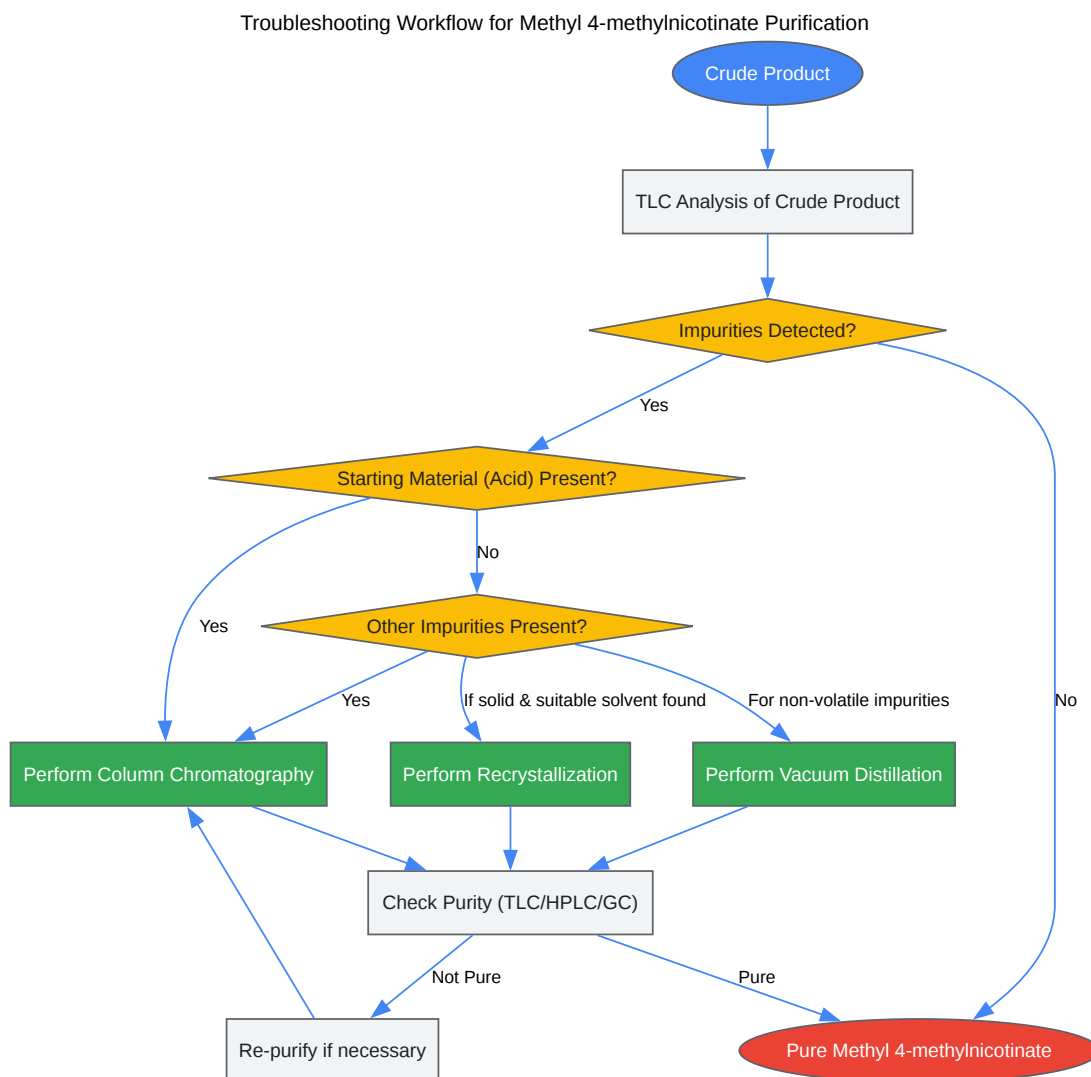 Troubleshooting Workflow for Methyl 4-methylnicotinate Purification
Crude Product
TLC Analysis of Crude Product
Impurities Detected?
Yes
Starting Material (Acid) Present?
No
Other Impurities Present?
Yes
Yes
If solid & suitable solvent found
For non-volatile impurities
No
Perform Column Chromatography
Perform Recrystallization
Perform Vacuum Distillation
Check Purity (TLC/HPLC/GC)
Not Pure
Pure
Re-purify if necessary
Pure Methyl 4-methylnicotinate